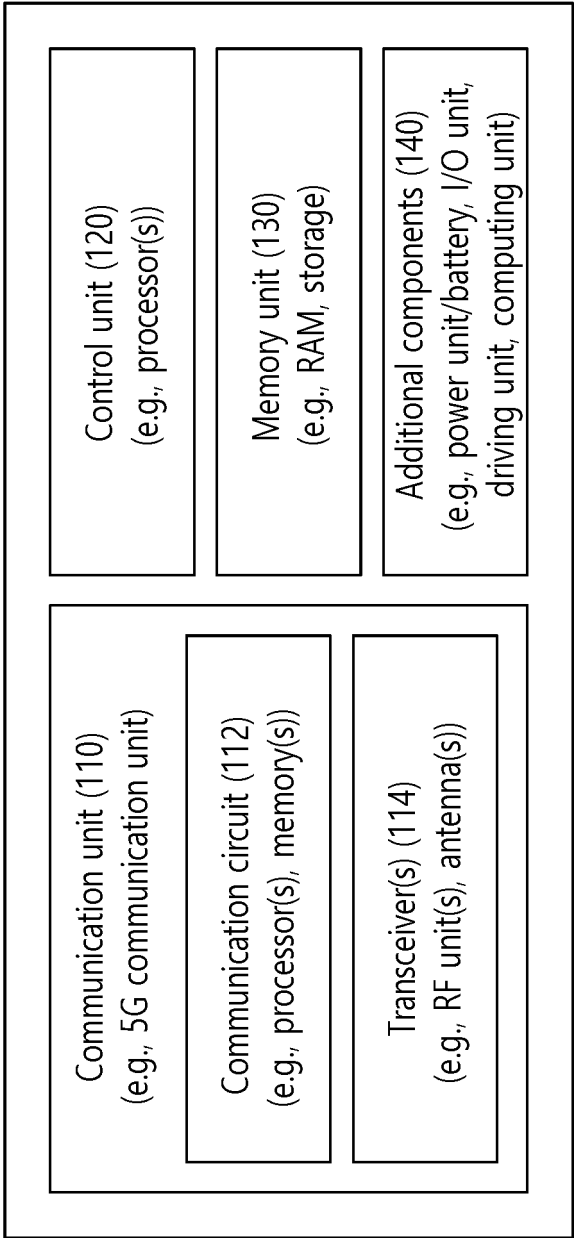 Communication unit (110)
(e.g., 5G communication unit)
Communication circuit (112)
(e.g., processor(s), memory(s))
Transceiver(s) (114)
(e.g., RF unit(s), antenna(s))
Control unit (120)
(e.g., processor(s))
Memory unit (130)
(e.g., RAM, storage)
Additional components (140)
(e.g., power unit/battery, I/O unit,
driving unit, computing unit)